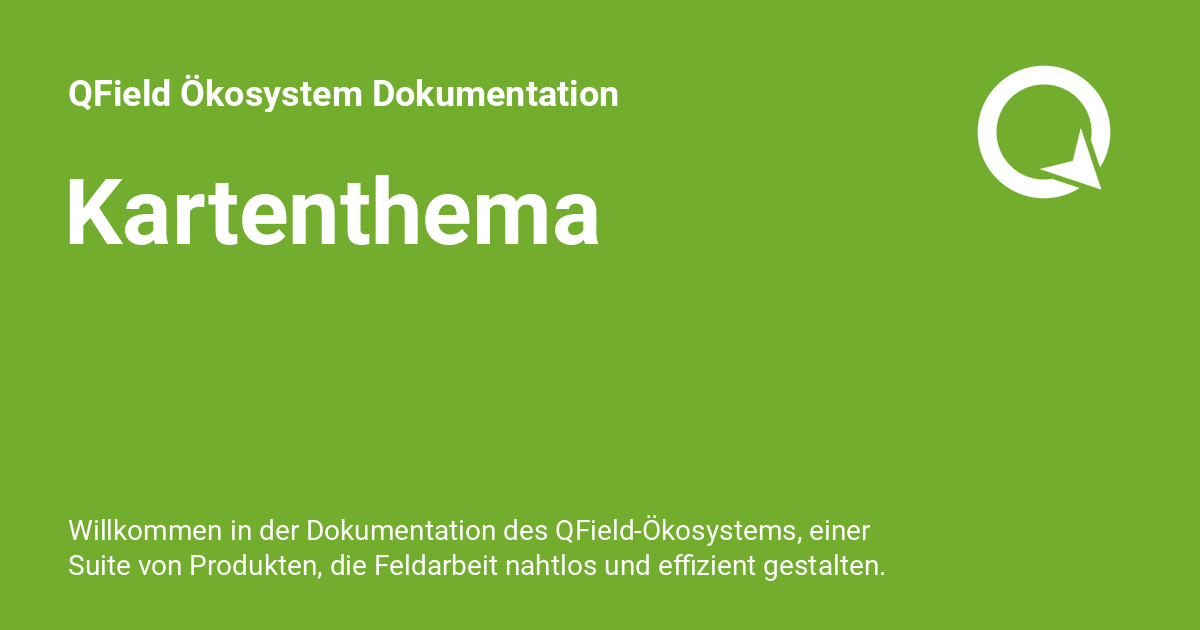 QField Ökosystem Dokumentation
Kartenthema
Willkommen in der Dokumentation des QField-Ökosystems, einer
Suite von Produkten, die Feldarbeit nahtlos und effizient gestalten.